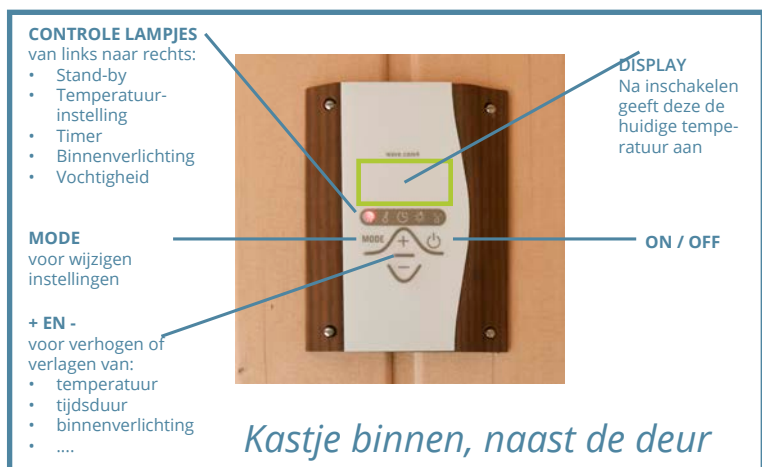 CONTROLE LAMPJES
van links naar rechts:
• Stand-by
• Temperatuur-
instelling
• Timer
• Binnenverlichting
• Vochtigheid
MODE
voor wijzigen
instellingen
+ EN -
voor verhogen of
verlagen van:
• temperatuur
• tijdsduur
• binnenverlichting
• ....
wave.com4
MODE
+
−
DISPLAY
Na inschakelen
geeft deze de
huidige tempe-
ratuur aan
ON / OFF
Kastje binnen, naast de deur